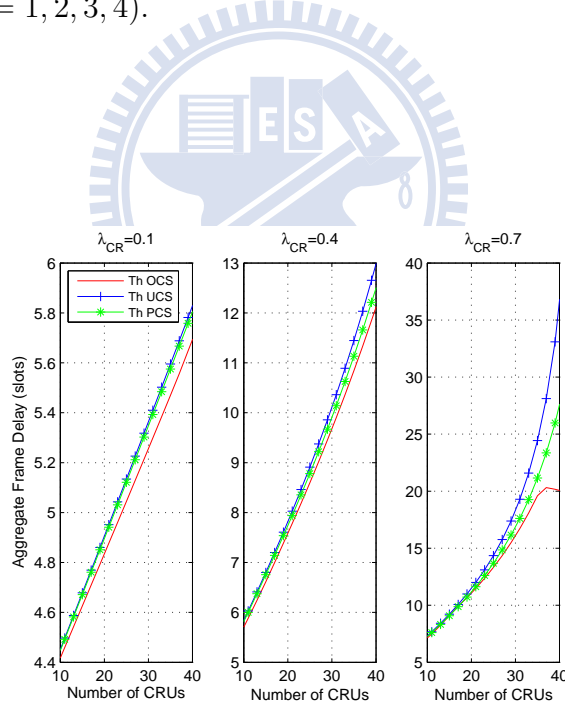 = 1, 2, 3, 4).
E S A
λCR=0.1
6
5.8
5.6
5.4
5.2
5
4.8
4.6
4.4
10 20 30 40
Number of CRUs
Aggregate Frame Delay (slots)
Th OCS
Th UCS
Th PCS
λCR=0.4
13
12
11
10
9
8
7
6
5
10 20 30 40
Number of CRUs
λCR=0.7
40
35
30
25
20
15
10
5
10 20 30 40
Number of CRUs